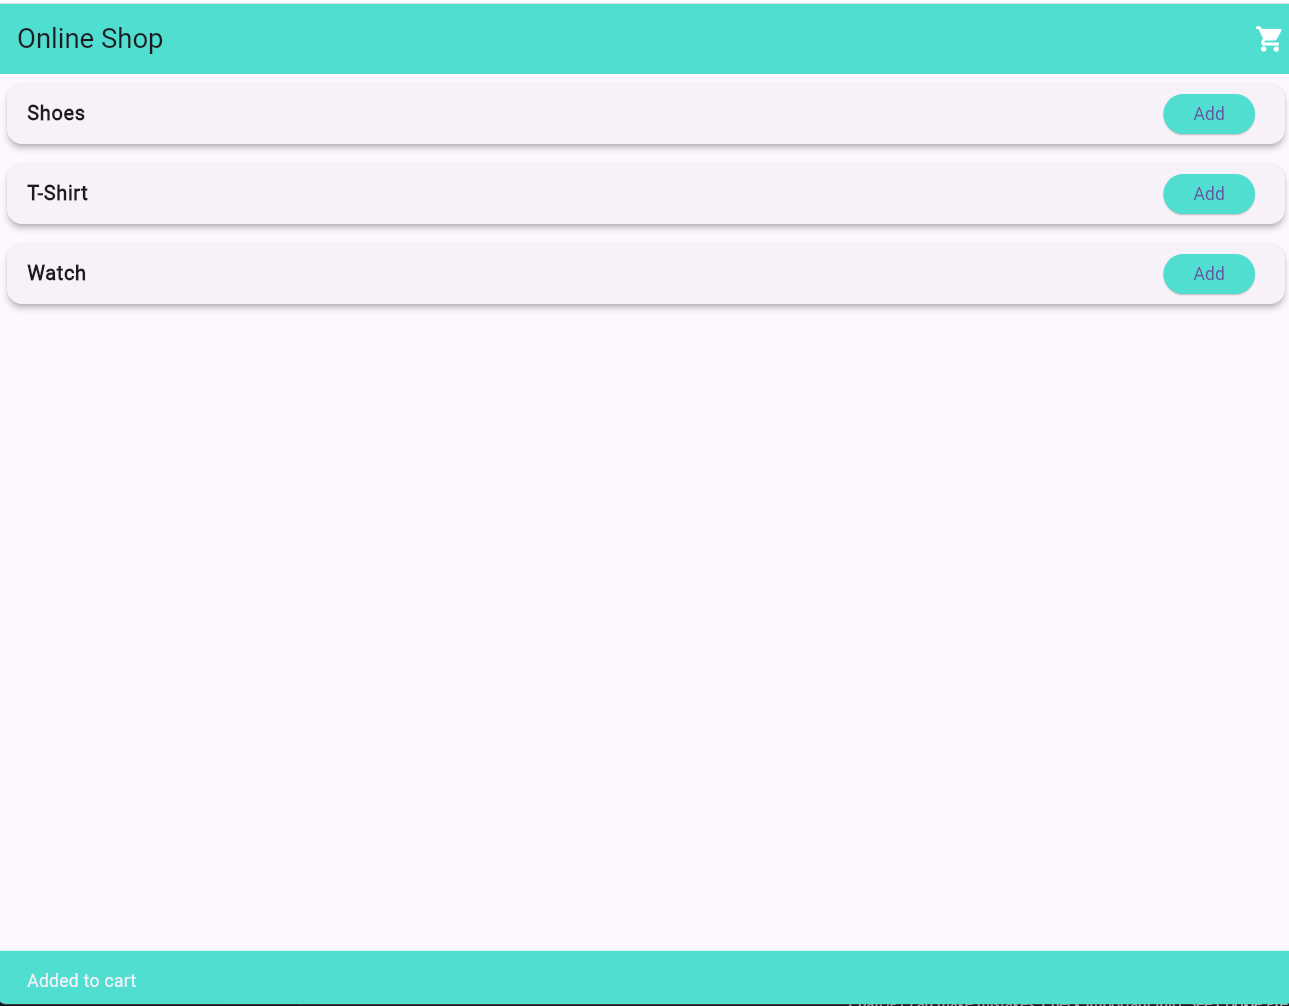 Online Shop
Shoes
Add
T-Shirt
Add
Watch
Add
Added to cart